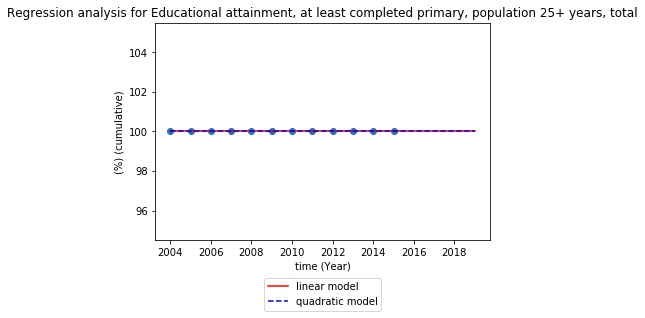 Regression analysis for Educational attainment, at least completed primary, population 25+ years, total
104
102
100
98
96
(%) (cumulative)
2004 2006 2008 2010 2012 2014 2016 2018
time (Year)
linear model
quadratic model